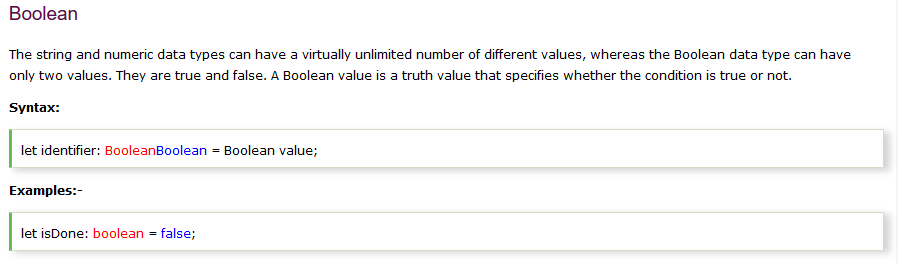 Boolean
The string and numeric data types can have a virtually unlimited number of different values, whereas the Boolean data type can have
only two values. They are true and false. A Boolean value is a truth value that specifies whether the condition is true or not.
Syntax:
let identifier: BooleanBoolean = Boolean value;
Examples:-
let isDone: boolean = false;